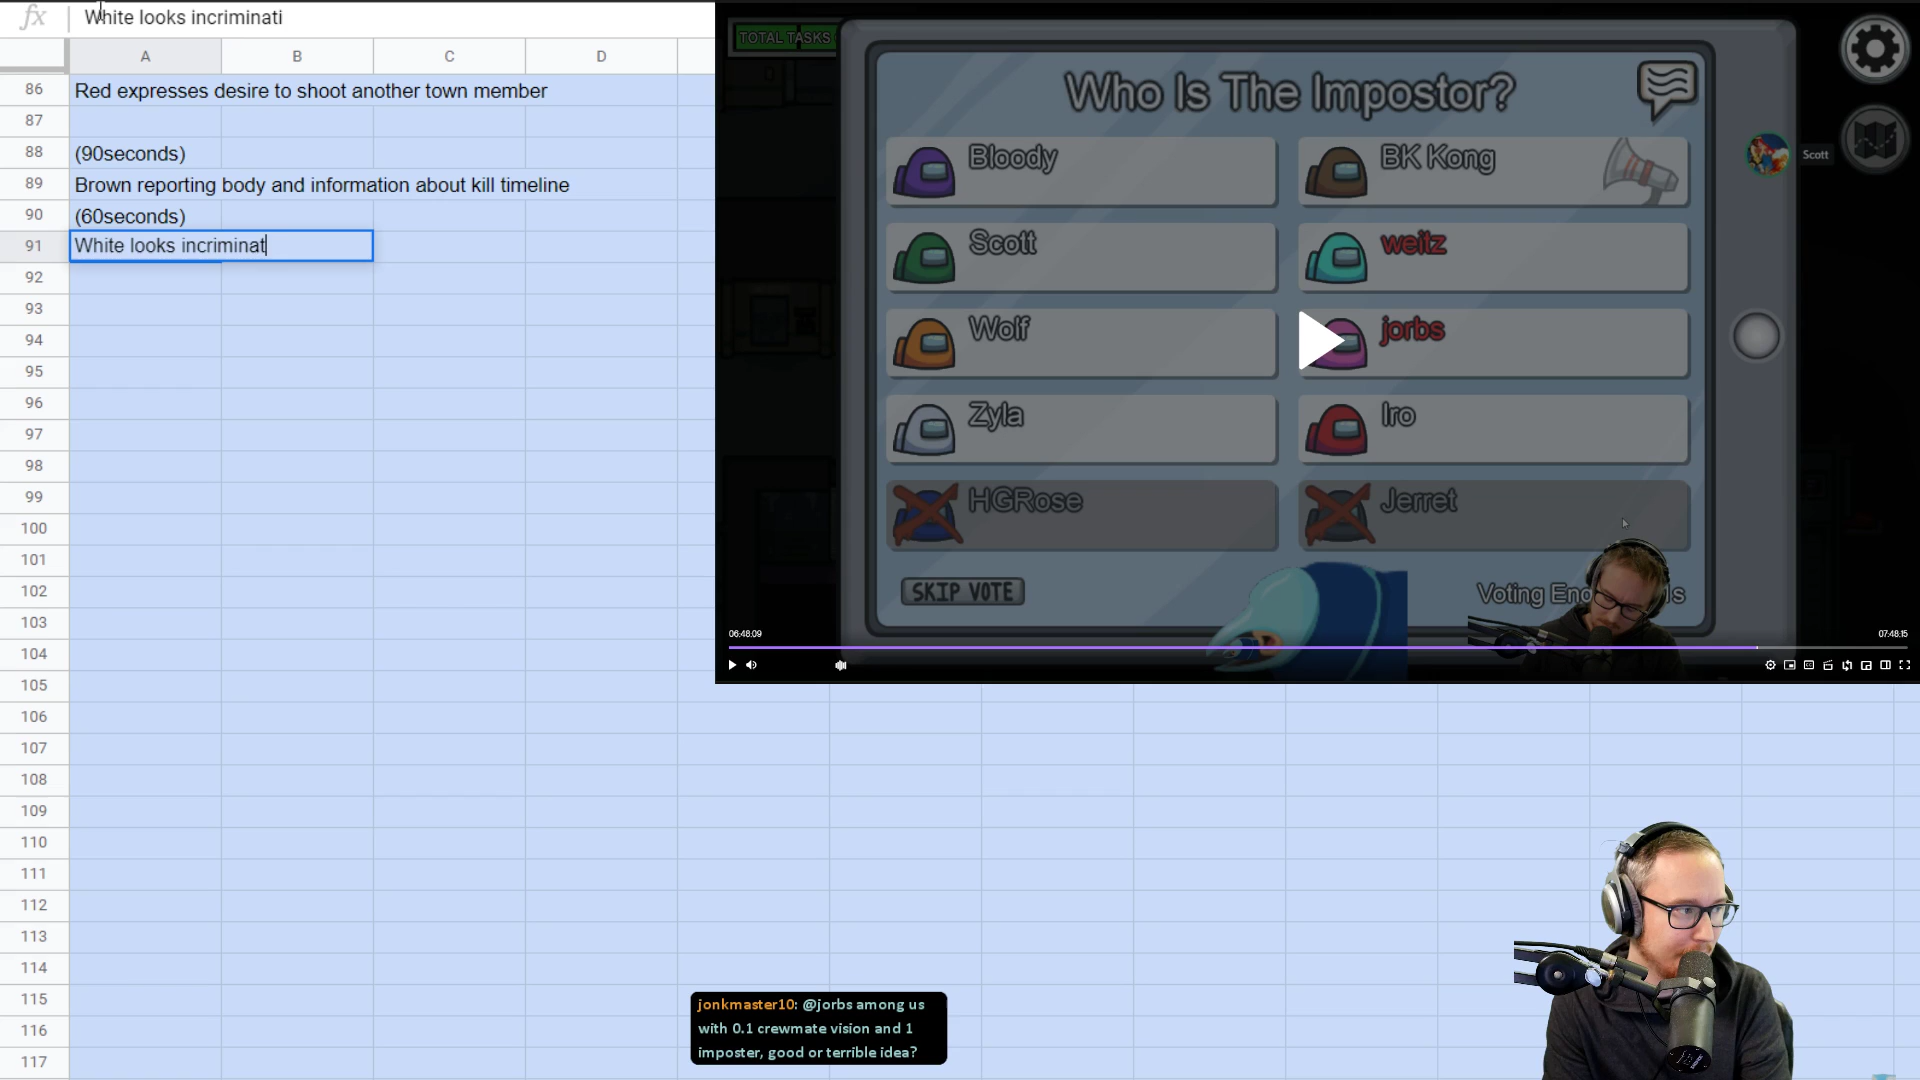 fx
White looks incriminati
A B C D
86 Red expresses desire to shoot another town member
87
88 (90seconds)
89 Brown reporting body and information about kill timeline
90 (60seconds)
91 White looks incriminat
92
93
94
95
96
97
98
99
100
101
102
103
104
105
106
107
108
109
110
111
112
113
114
115
116
117
TOTAL TASKS
Who Is The Impostor?
Bloody
BK Kong
Scott
weitz
Wolf
jorbs
Zyla
Iro
HGRose
Jerret
SKIP VOTE
Scott
06:48:09
07:48:15
jonkmaster10: @jorbs among us
with 0.1 crewmate vision and 1
imposter, good or terrible idea?